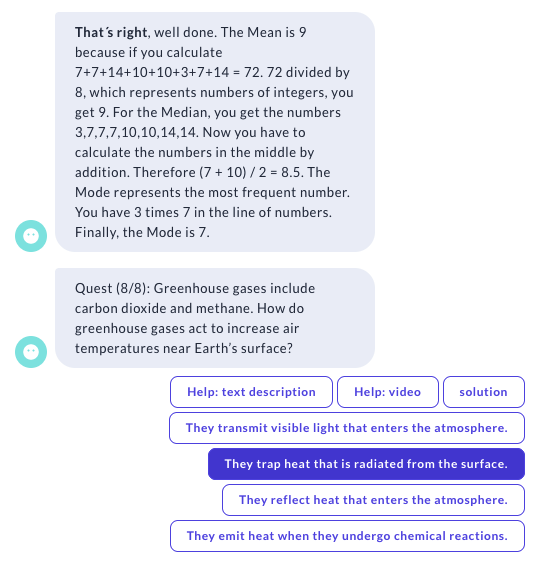 That´s right, well done. The Mean is 9
because if you calculate
7+7+14+10+10+3+7+14 = 72. 72 divided by
8, which represents numbers of integers, you
get 9. For the Median, you get the numbers
3,7,7,7,10,10,14,14. Now you have to
calculate the numbers in the middle by
addition. Therefore (7 + 10) / 2 = 8.5. The
Mode represents the most frequent number.
You have 3 times 7 in the line of numbers.
Finally, the Mode is 7.
Quest (8/8): Greenhouse gases include
carbon dioxide and methane. How do
greenhouse gases act to increase air
temperatures near Earth's surface?
Help: text description
Help: video
solution
They transmit visible light that enters the atmosphere.
They trap heat that is radiated from the surface.
They reflect heat that enters the atmosphere.
They emit heat when they undergo chemical reactions.